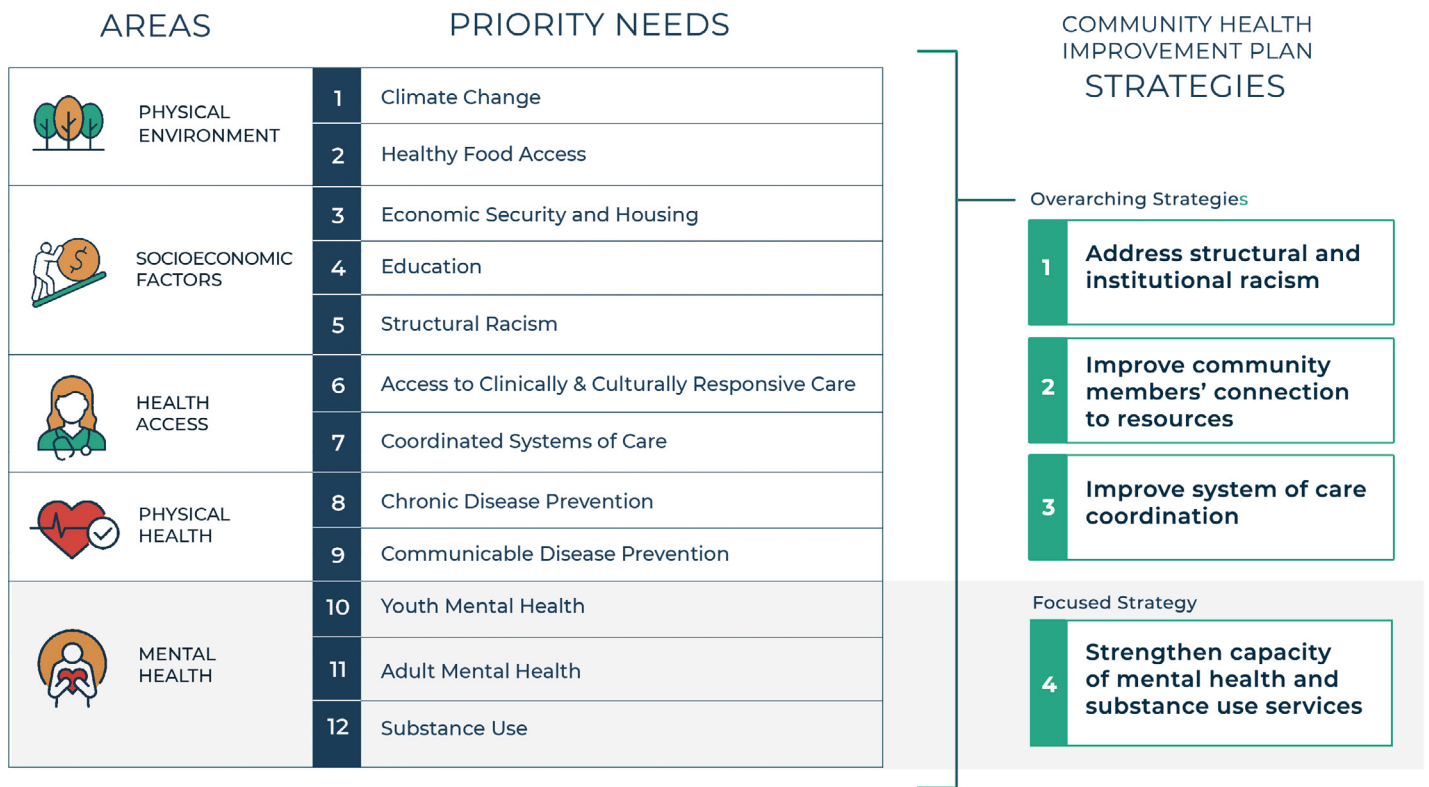 AREAS
PRIORITY NEEDS
COMMUNITY HEALTH
IMPROVEMENT PLAN
STRATEGIES
PHYSICAL
ENVIRONMENT
1 Climate Change
2 Healthy Food Access
SOCIOECONOMIC
FACTORS
3 Economic Security and Housing
4 Education
5 Structural Racism
HEALTH
ACCESS
6 Access to Clinically & Culturally Responsive Care
7 Coordinated Systems of Care
PHYSICAL
HEALTH
8 Chronic Disease Prevention
9 Communicable Disease Prevention
MENTAL
HEALTH
10 Youth Mental Health
11 Adult Mental Health
12 Substance Use
Overarching Strategies
1 Address structural and
institutional racism
2 Improve community
members’ connection
to resources
3 Improve system of care
coordination
Focused Strategy
4 Strengthen capacity
of mental health and
substance use services